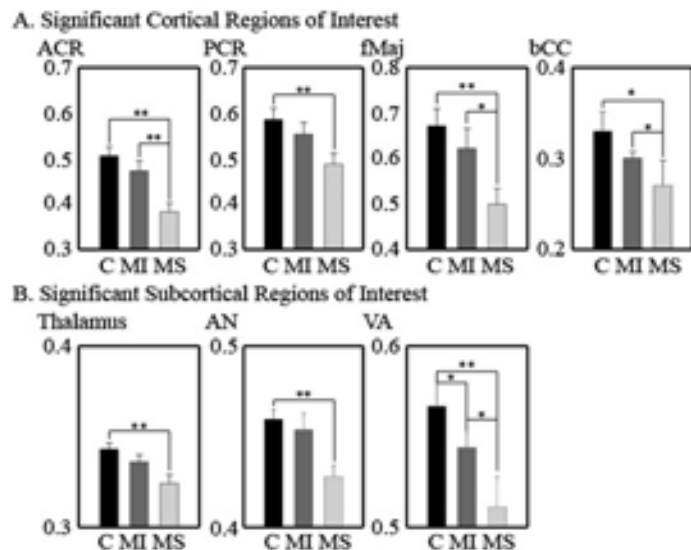 A. Significant Cortical Regions of Interest
ACR PCR fMaj bCC
0.7 0.7 0.8 0.4
** ** ** *
0.6 0.6 0.7
** * *
0.5 0.5 0.6 0.3
0.4 0.4 0.5
0.3 0.3 0.4 0.2
C MI MS C MI MS C MI MS C MI MS
B. Significant Subcortical Regions of Interest
Thalamus AN VA
0.4 0.5 0.6
** ** ** * *
0.3 0.4 0.5
C MI MS C MI MS C MI MS